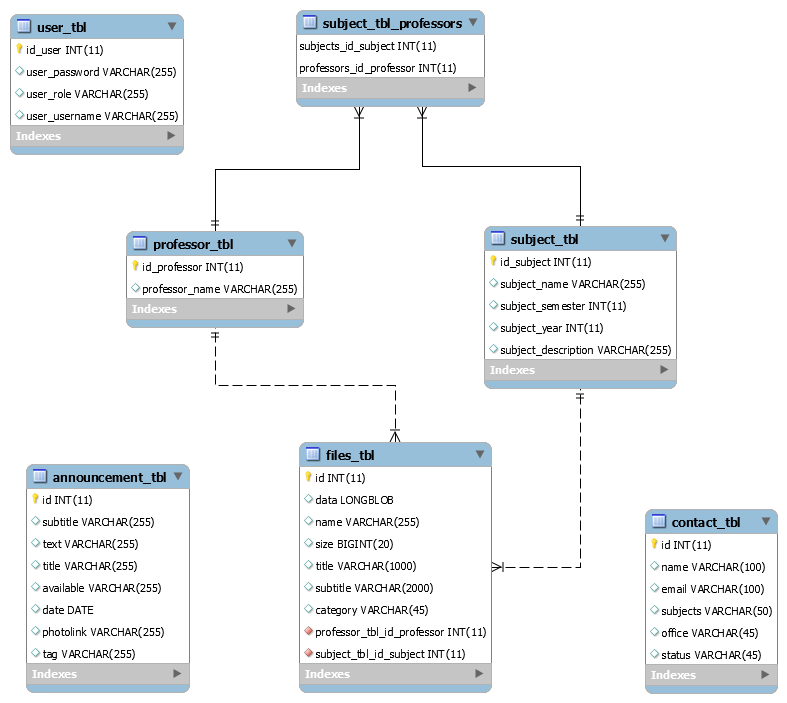 user_tbl
id_user INT(11)
user_password VARCHAR(255)
user_role VARCHAR(255)
user_username VARCHAR(255)
Indexes
subject_tbl_professors
subjects_id_subject INT(11)
professors_id_professor INT(11)
Indexes
professor_tbl
id_professor INT(11)
professor_name VARCHAR(255)
Indexes
subject_tbl
id_subject INT(11)
subject_name VARCHAR(255)
subject_semester INT(11)
subject_year INT(11)
subject_description VARCHAR(255)
Indexes
announcement_tbl
id INT(11)
subtitle VARCHAR(255)
text VARCHAR(255)
title VARCHAR(255)
available VARCHAR(255)
date DATE
photolink VARCHAR(255)
tag VARCHAR(255)
Indexes
files_tbl
id INT(11)
data LONGBLOB
name VARCHAR(255)
size BIGINT(20)
title VARCHAR(1000)
subtitle VARCHAR(2000)
category VARCHAR(45)
professor_tbl_id_professor INT(11)
subject_tbl_id_subject INT(11)
Indexes
contact_tbl
id INT(11)
name VARCHAR(100)
email VARCHAR(100)
subjects VARCHAR(50)
office VARCHAR(45)
status VARCHAR(45)
Indexes